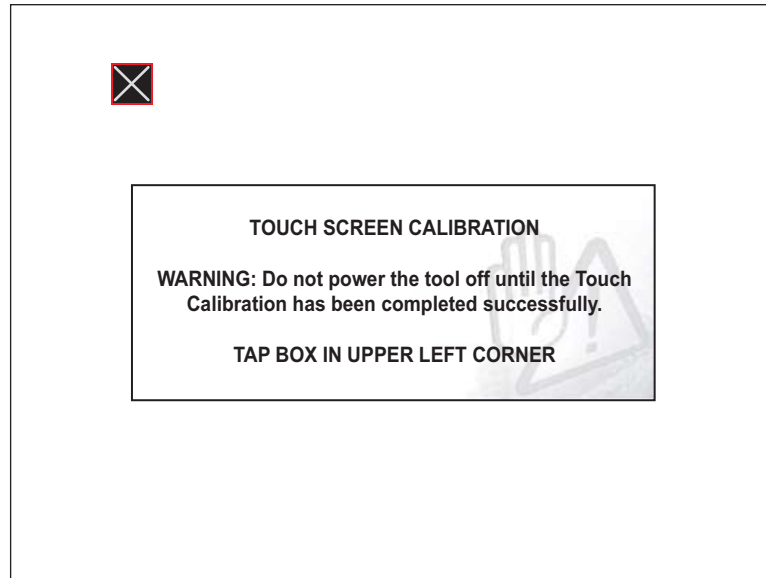 TOUCH SCREEN CALIBRATION
WARNING: Do not power the tool off until the Touch
Calibration has been completed successfully.
TAP BOX IN UPPER LEFT CORNER